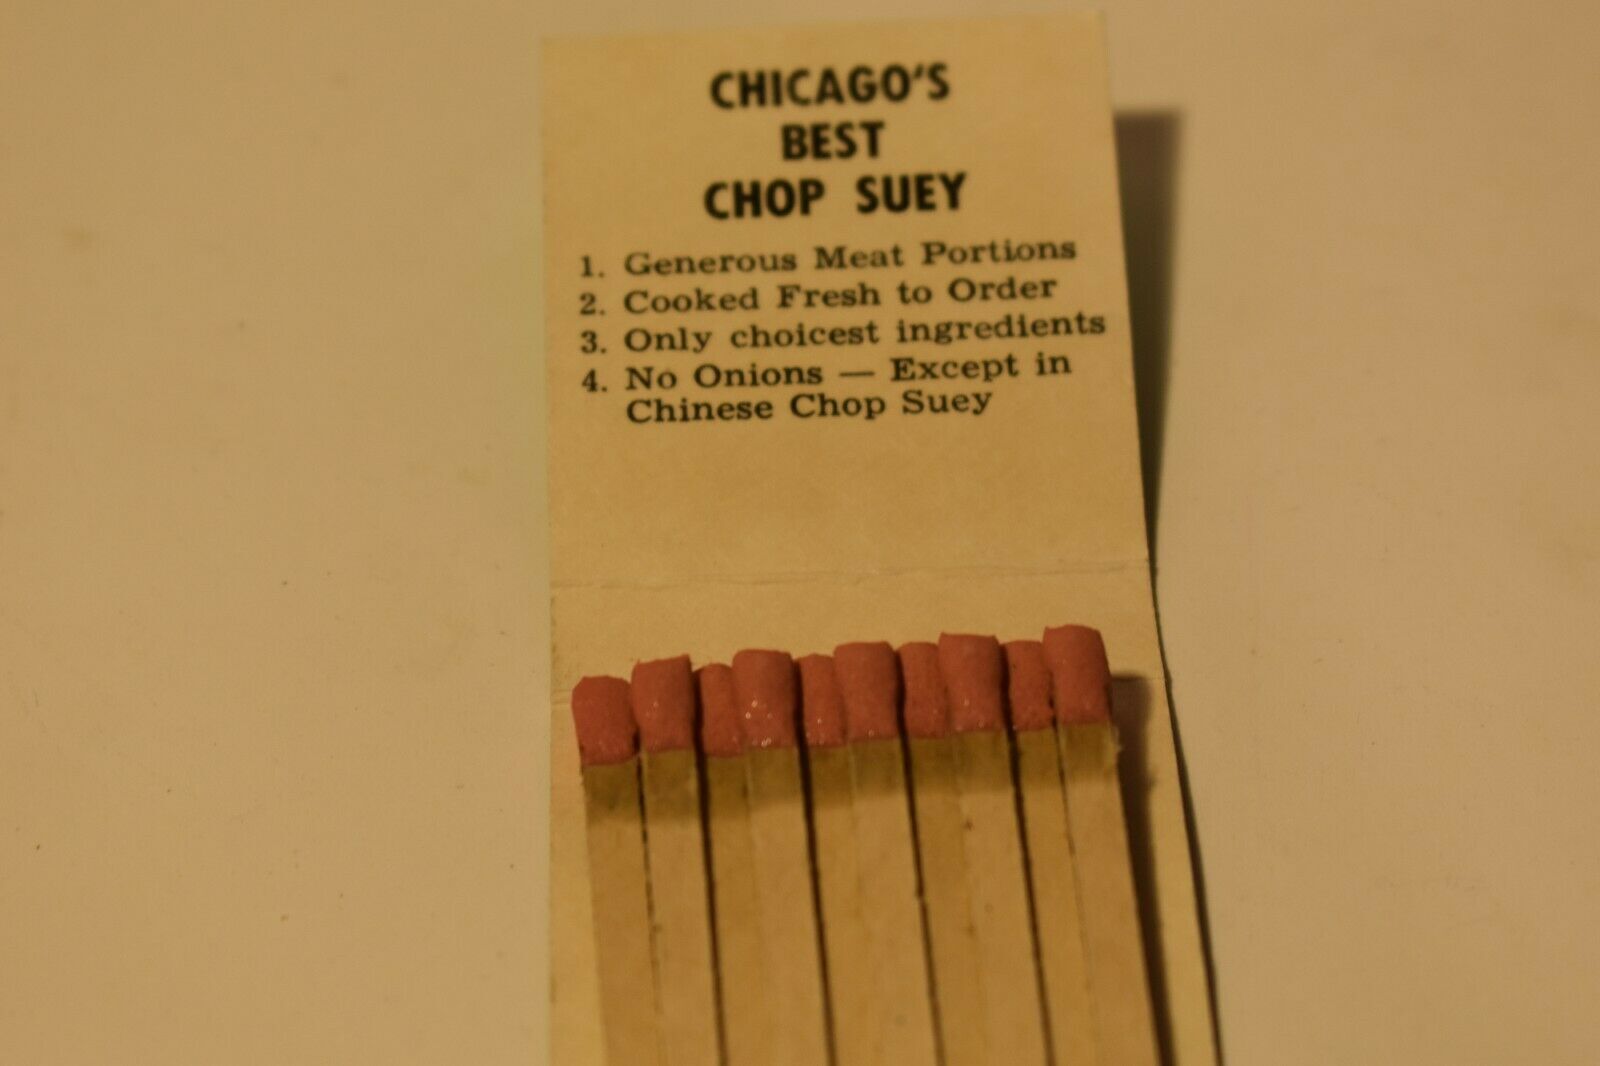 CHICAGO'S
BEST
CHOP SUEY
1. Generous Meat Portions
2. Cooked Fresh to Order
3. Only choicest ingredients
4. No Onions — Except in
Chinese Chop Suey